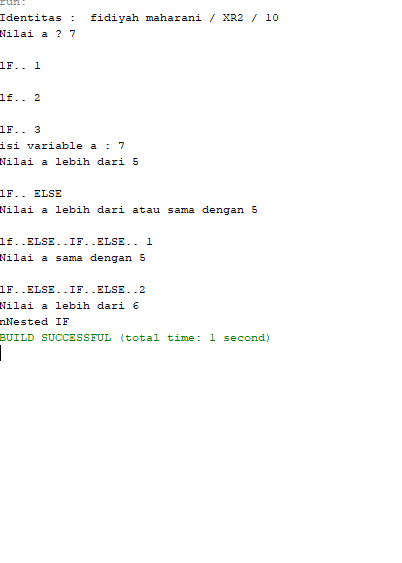 run:
Identitas :  fidiyah maharani / XR2 / 10
Nilai a ? 7
lF.. 1
lf.. 2
lF.. 3
isi variable a : 7
Nilai a lebih dari 5
lF.. ELSE
Nilai a lebih dari atau sama dengan 5
lf..ELSE..IF..ELSE.. 1
Nilai a sama dengan 5
lF..ELSE..IF..ELSE..2
Nilai a lebih dari 6
nNested IF
BUILD SUCCESSFUL (total time: 1 second)